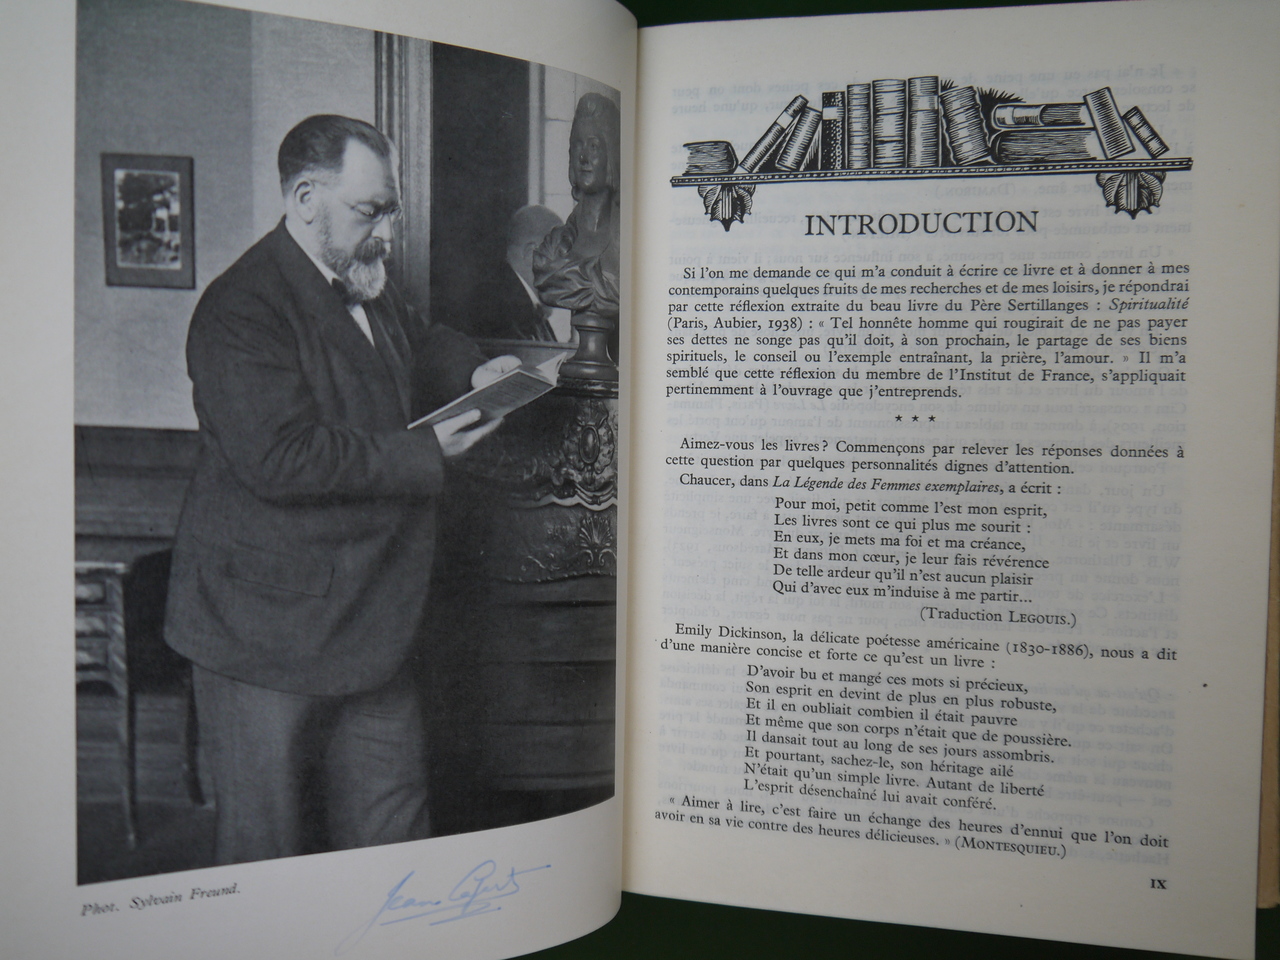 Phot. Sylvain Freund.
Jean Capart
INTRODUCTION
Si l'on me demande ce qui m'a conduit à écrire ce livre et à donner à mes
contemporains quelques fruits de mes recherches et de mes loisirs, je répondrai
par cette réflexion extraite du beau livre du Père Sertillanges : Spiritualité
(Paris, Aubier, 1938) : « Tel honnête homme qui rougirait de ne pas payer
ses dettes ne songe pas qu'il doit, à son prochain, le partage de ses biens
spirituels, le conseil ou l'exemple entraînant, la prière, l'amour. » Il m'a
semblé que cette réflexion du membre de l'Institut de France, s'appliquait
pertinemment à l'ouvrage que j'entreprends.
* * *
Aimez-vous les livres? Commençons par relever les réponses données à
cette question par quelques personnalités dignes d'attention.
Chaucer, dans La Légende des Femmes exemplaires, a écrit :
Pour moi, petit comme l'est mon esprit,
Les livres sont ce qui plus me sourit :
En eux, je mets ma foi et ma créance,
Et dans mon cœur, je leur fais révérence
De telle ardeur qu'il n'est aucun plaisir
Qui d'avec eux m'induise à me partir...
(Traduction LEGOUIS.)
Emily Dickinson, la délicate poétesse américaine (1830-1886), nous a dit
d'une manière concise et forte ce qu'est un livre :
D'avoir bu et mangé ces mots si précieux,
Son esprit en devint de plus en plus robuste,
Et il en oubliait combien il était pauvre
Et même que son corps n'était que de poussière.
Il dansait tout au long de ses jours assombris.
Et pourtant, sachez-le, son héritage ailé
N'était qu'un simple livre. Autant de liberté
L'esprit désenchaîné lui avait conféré.
« Aimer à lire, c'est faire un échange des heures d'ennui que l'on doit
avoir en sa vie contre des heures délicieuses. » (MONTESQUIEU.)
IX